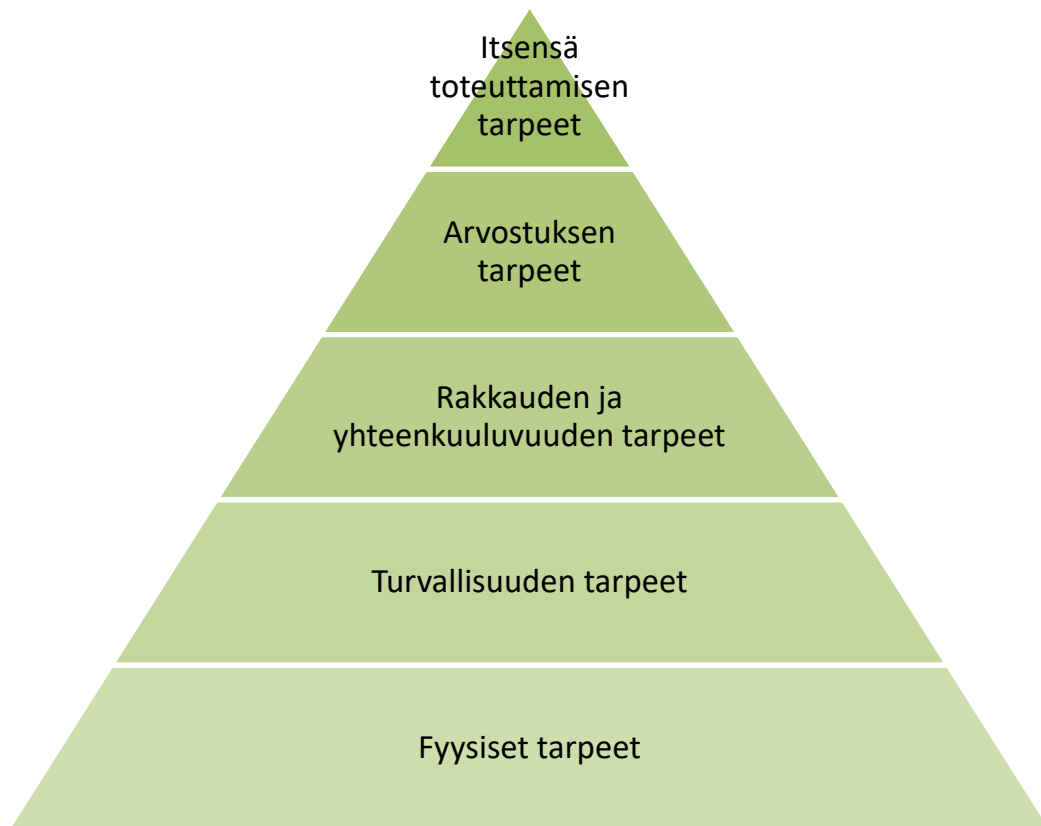 Itsensä
toteuttamisen
tarpeet
Arvostuksen
tarpeet
Rakkauden ja
yhteenkuuluvuuden tarpeet
Turvallisuuden tarpeet
Fyysiset tarpeet